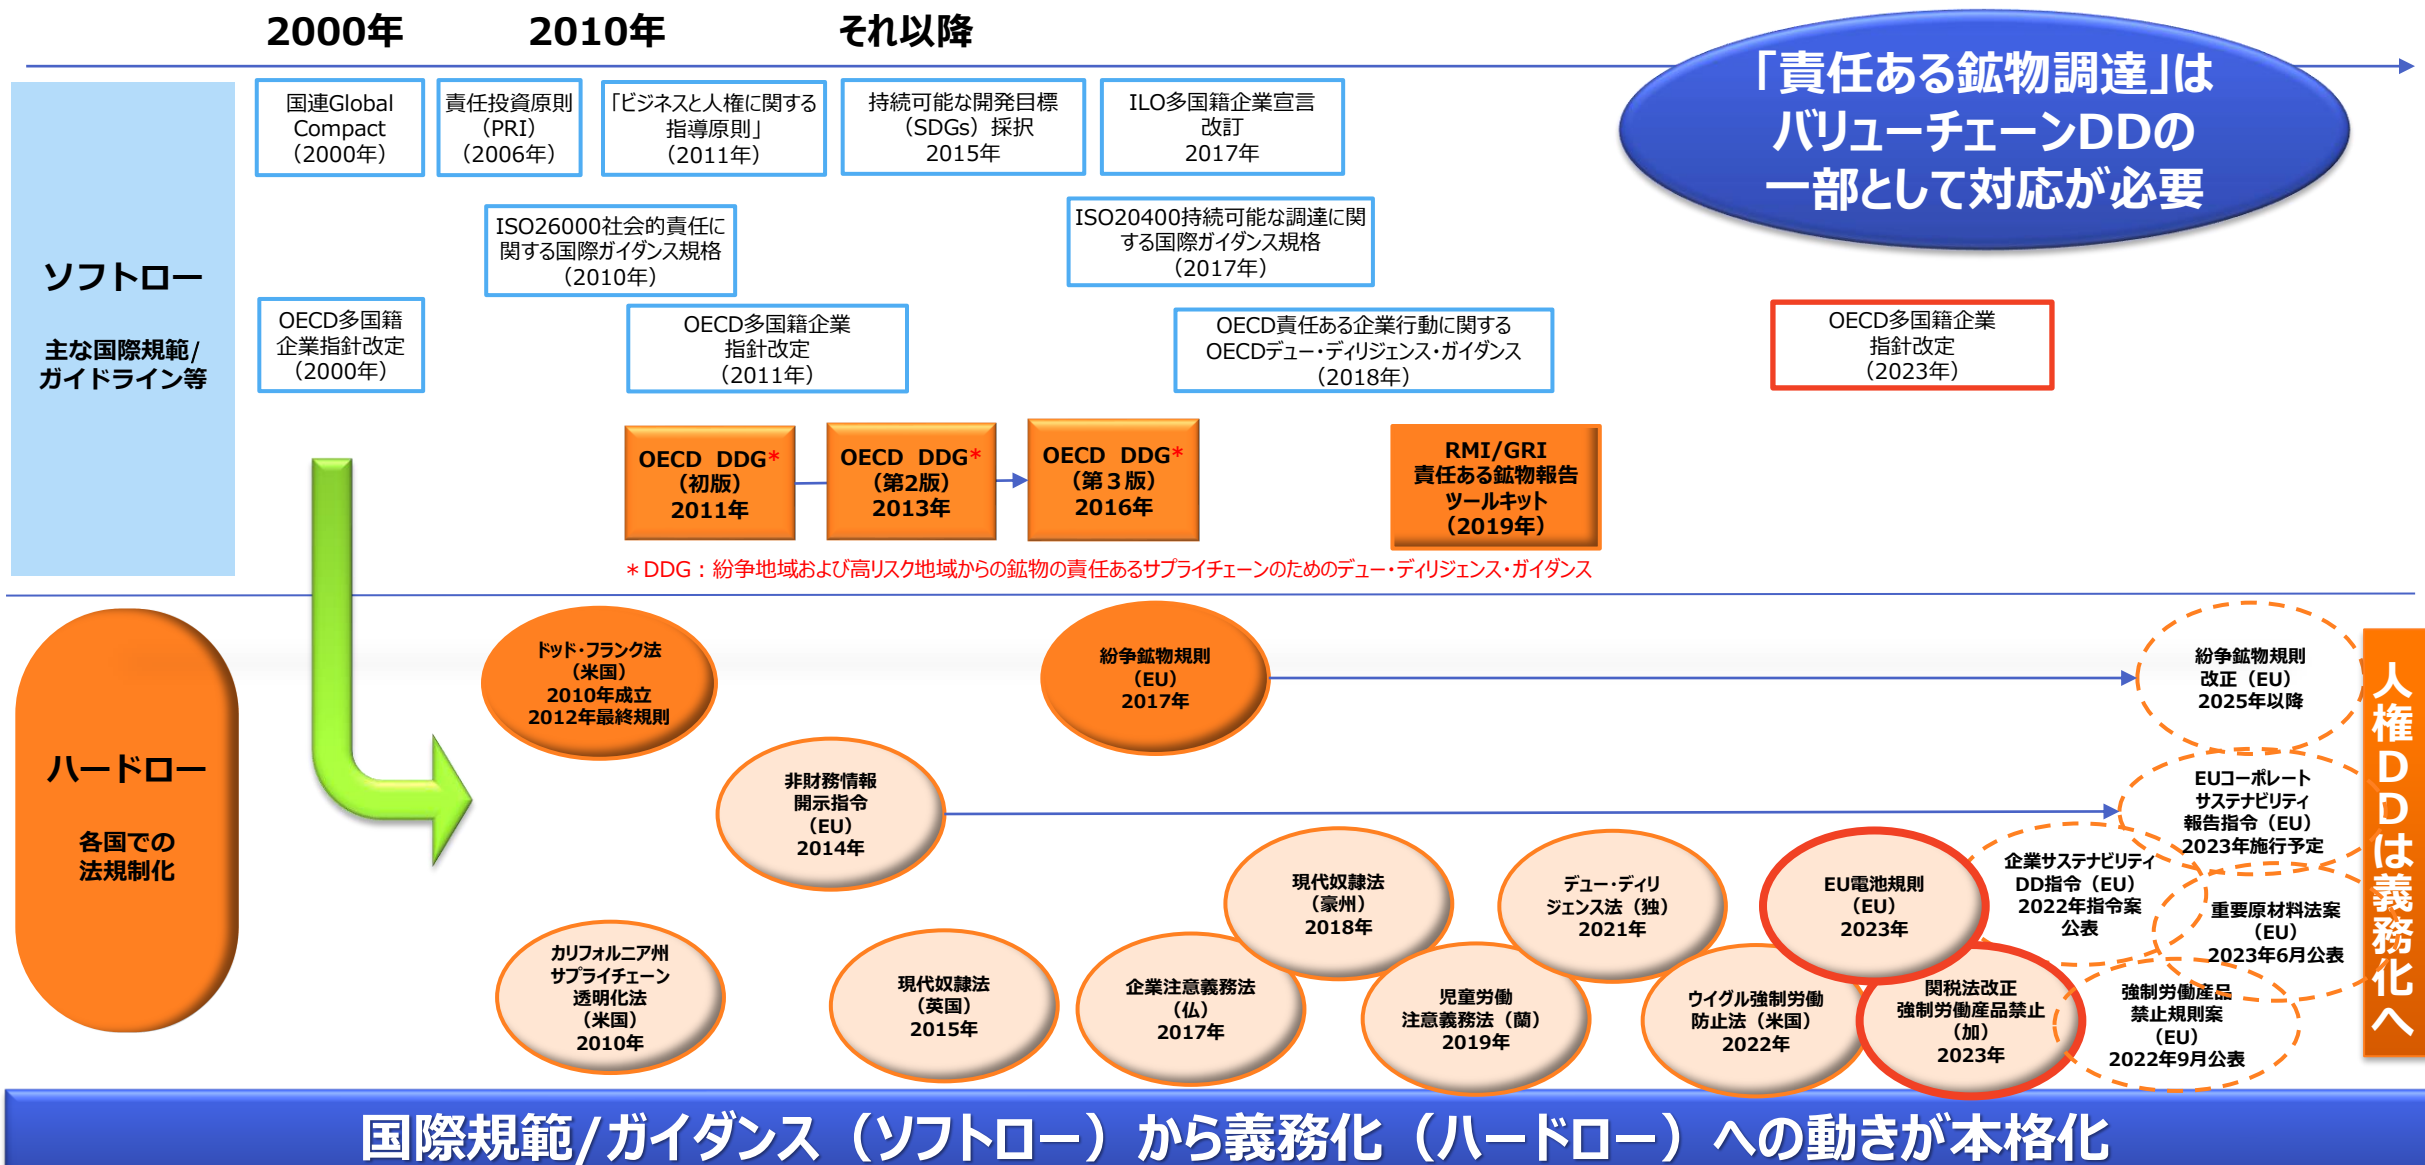 2000年
2010年
それ以降
「責任ある鉱物調達」は
バリューチェーンDDの
一部として対応が必要
ソフトロー
主な国際規範/
ガイドライン等
国連Global
Compact
（2000年）
責任投資原則
（PRI）
（2006年）
「ビジネスと人権に関する
指導原則」
（2011年）
持続可能な開発目標
（SDGs）採択
2015年
ILO多国籍企業宣言
改訂
2017年
ISO26000社会的責任に
関する国際ガイダンス規格
（2010年）
ISO20400持続可能な調達に関
する国際ガイダンス規格
（2017年）
OECD多国籍
企業指針改定
（2000年）
OECD多国籍企業
指針改定
（2011年）
OECD責任ある企業行動に関する
OECDデュー・ディリジェンス・ガイダンス
（2018年）
OECD多国籍企業
指針改定
（2023年）
OECD DDG*
（初版）
2011年
OECD DDG*
（第2版）
2013年
OECD DDG*
（第３版）
2016年
RMI/GRI
責任ある鉱物報告
ツールキット
（2019年）
＊DDG：紛争地域および高リスク地域からの鉱物の責任あるサプライチェーンのためのデュー・ディリジェンス・ガイダンス
ハードロー
各国での
法規制化
ドッド・フランク法
（米国）
2010年成立
2012年最終規則
紛争鉱物規則
（EU）
2017年
紛争鉱物規則
改正（EU）
2025年以降
非財務情報
開示指令
（EU）
2014年
EUコーポレート
サステナビリティ
報告指令（EU）
2023年施行予定
カリフォルニア州
サプライチェーン
透明化法
（米国）
2010年
現代奴隷法
（英国）
2015年
企業注意義務法
（仏）
2017年
現代奴隷法
（豪州）
2018年
児童労働
注意義務法（蘭）
2019年
デュー・ディリ
ジェンス法（独）
2021年
ウイグル強制労働
防止法（米国）
2022年
EU電池規則
（EU）
2023年
関税法改正
強制労働産品禁止
（加）
2023年
企業サステナビリティ
DD指令（EU）
2022年指令案
公表
重要原材料法案
（EU）
2023年6月公表
強制労働産品
禁止規則案
（EU）
2022年9月公表
人権DDは義務化へ
国際規範/ガイダンス（ソフトロー）から義務化（ハードロー）への動きが本格化